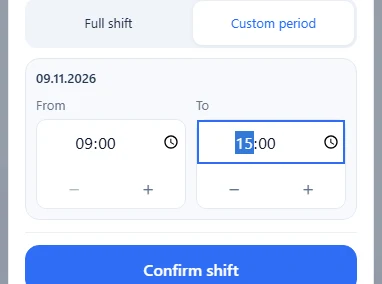 Full shift Custom period
09.11.2026
From To
09:00 15:00
− + − +
Confirm shift